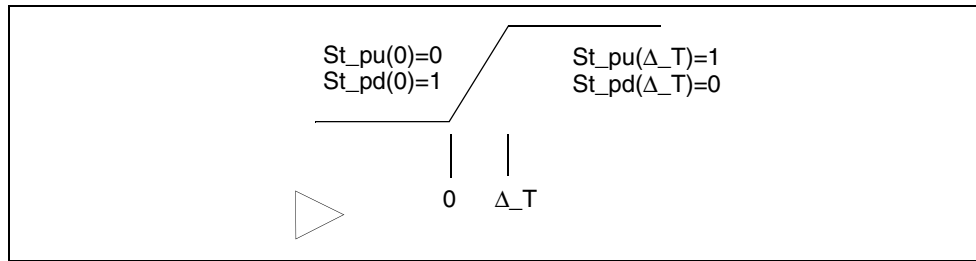 St_pu(0)=0
St_pd(0)=1
St_pu(Δ_T)=1
St_pd(Δ_T)=0
0 Δ_T